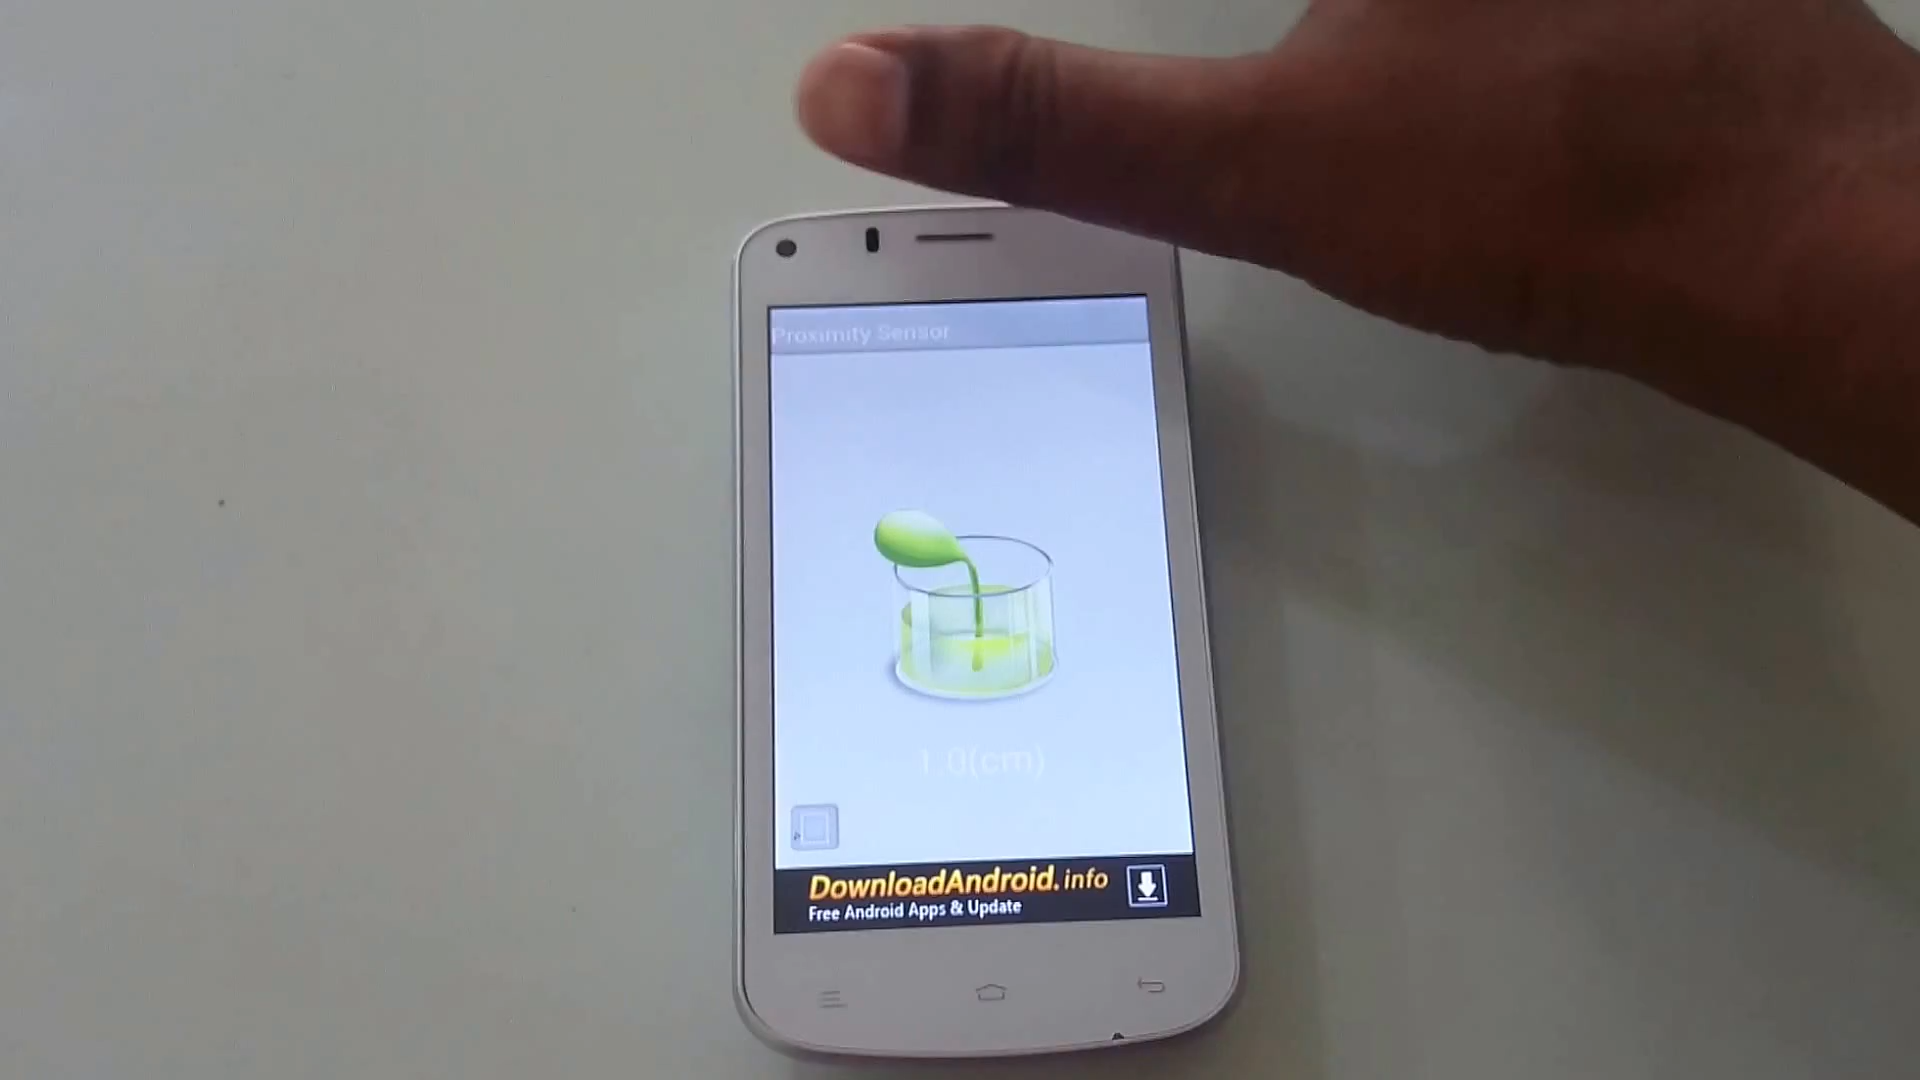 Proximity Sensor
1.0(cm)
DownloadAndroid.info
Free Android Apps & Update